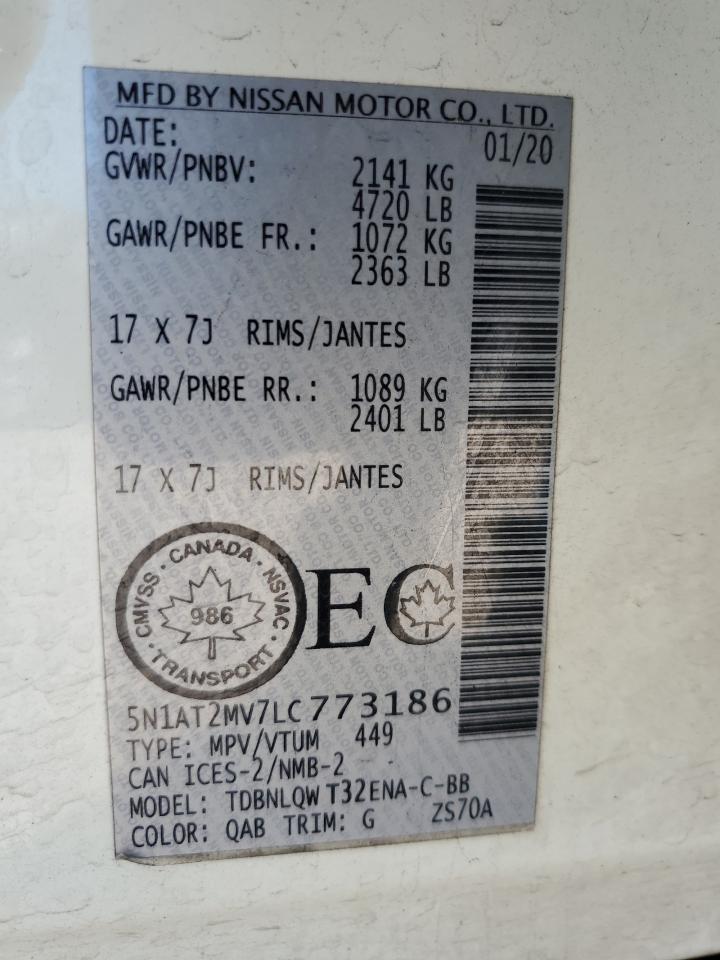 MFD BY NISSAN MOTOR CO., LTD.
DATE: 01/20
GVWR/PNBV: 2141 KG
4720 LB
GAWR/PNBE FR.: 1072 KG
2363 LB
17 X 7J RIMS/JANTES
GAWR/PNBE RR.: 1089 KG
2401 LB
17 X 7J RIMS/JANTES
CMVSS · CANADA · NSVAC · TRANSPORT ·
986
EC
5N1AT2MV7LC773186
TYPE: MPV/VTUM 449
CAN ICES-2/NMB-2
MODEL: TDBNLQW T32ENA-C-BB
COLOR: QAB TRIM: G ZS70A